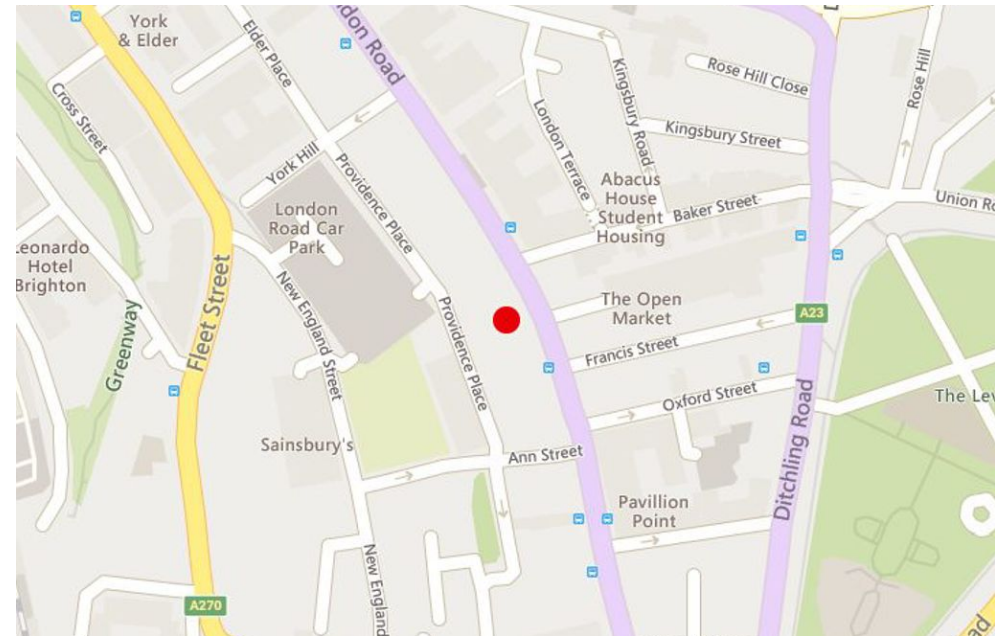 York
& Elder
Elder Place
don Road
Rose Hill Close
Rose Hill
Kingsbury Road
Kingsbury Street
Cross Street
London Terrace
York Hill
Providence Place
Abacus
House
Student
Housing
Baker Street
Union Ro
London
Road Car
Park
eonardo
Hotel
Brighton
Greenway
Fleet Street
New England Street
Providence Place
The Open
Market
A23
Francis Street
Oxford Street
The Lev
Sainsbury's
Ann Street
Ditchling Road
Pavillion
Point
New England
A270
ad